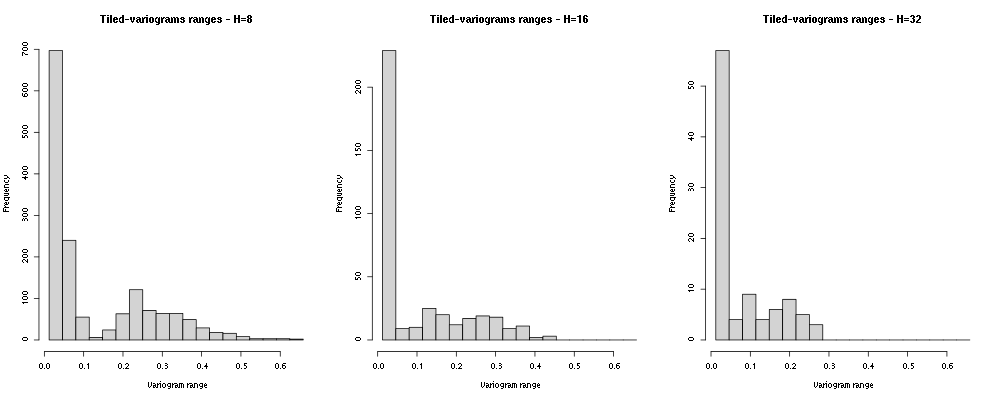 Tiled-variograms ranges - H=8
Frequency
0
100
200
300
400
500
600
700
0.0 0.1 0.2 0.3 0.4 0.5 0.6
Variogram range
Tiled-variograms ranges - H=16
Frequency
0
50
100
150
200
0.0 0.1 0.2 0.3 0.4 0.5 0.6
Variogram range
Tiled-variograms ranges - H=32
Frequency
0
10
20
30
40
50
0.0 0.1 0.2 0.3 0.4 0.5 0.6
Variogram range